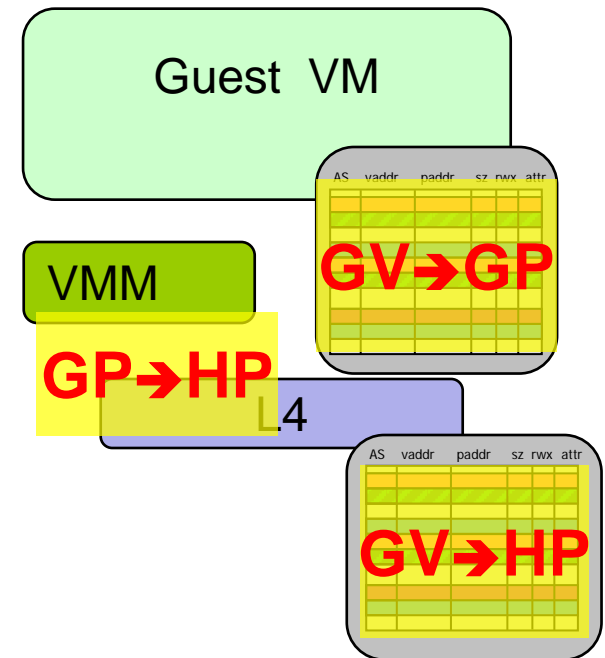 Guest VM
AS vaddr paddr sz rwx attr
GV➔GP
VMM
GP➔HP
L4
AS vaddr paddr sz rwx attr
GV➔HP